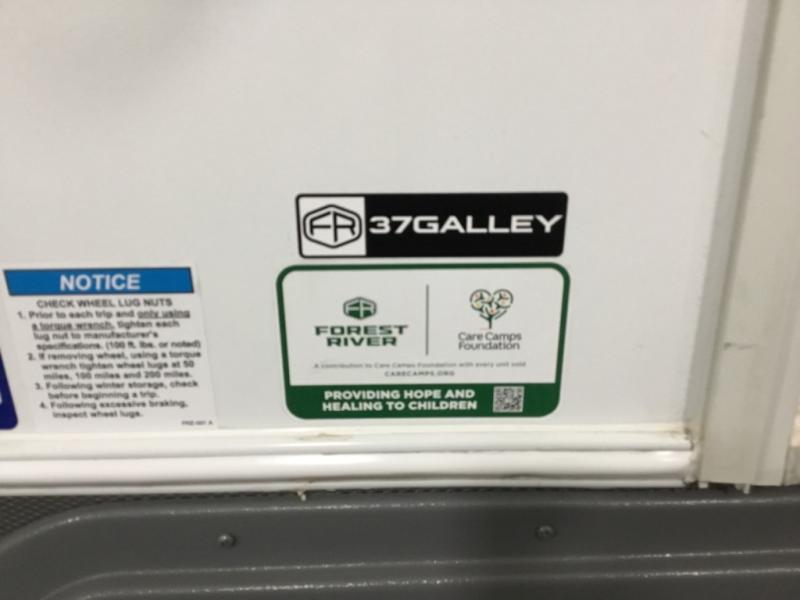 FR 37GALLEY
NOTICE
CHECK WHEEL LUG NUTS
1. Prior to each trip and only using
a torque wrench, tighten each
lug nut to manufacturer's
specifications. (100 ft. lbs. or noted)
2. If removing wheel, using a torque
wrench tighten wheel lugs at 50
miles, 100 miles and 200 miles.
3. Following winter storage, check
before beginning a trip.
4. Following excessive braking,
inspect wheel lugs.
FR
FOREST
RIVER
Care Camps
Foundation
A contribution to Care Camps Foundation with every unit sold
CARECAMPS.ORG
PROVIDING HOPE AND
HEALING TO CHILDREN